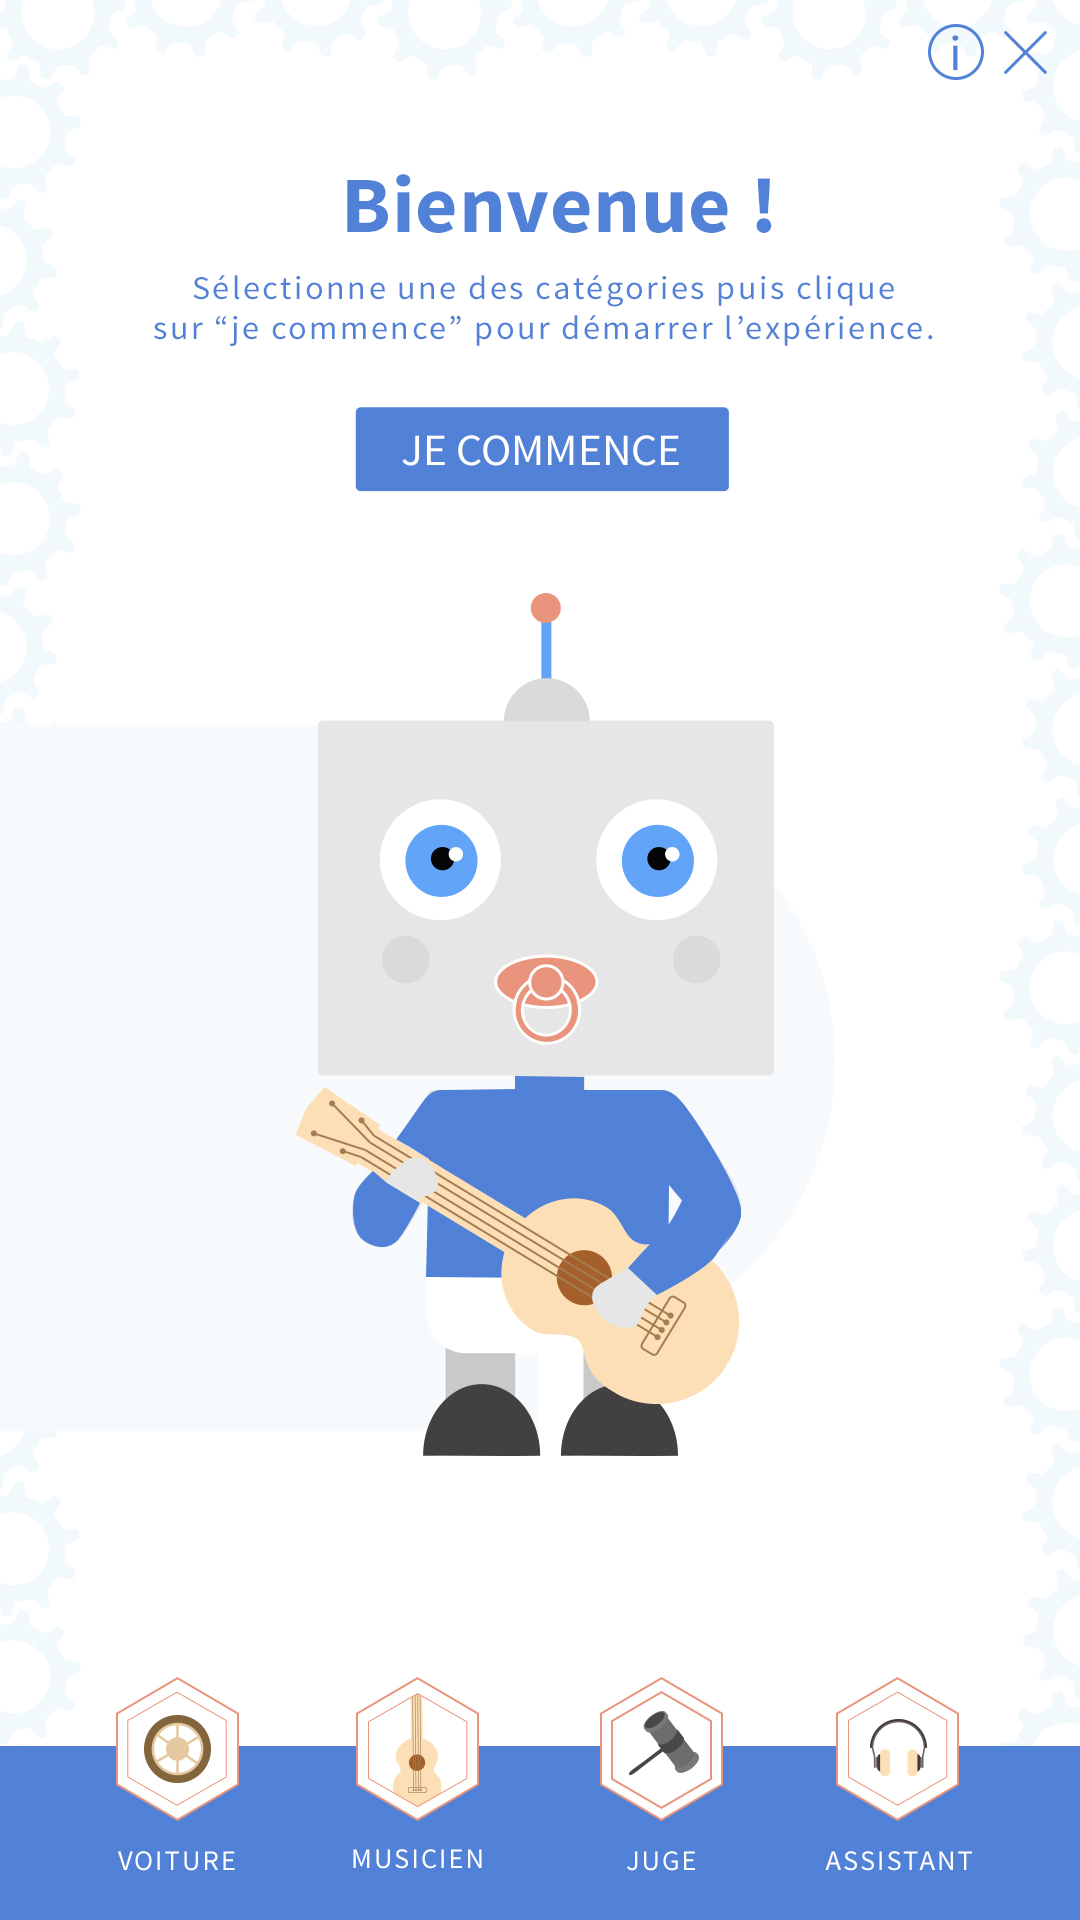 i
Bienvenue !
Sélectionne une des catégories puis clique
sur “je commence” pour démarrer l’expérience.
JE COMMENCE
VOITURE
MUSICIEN
JUGE
ASSISTANT